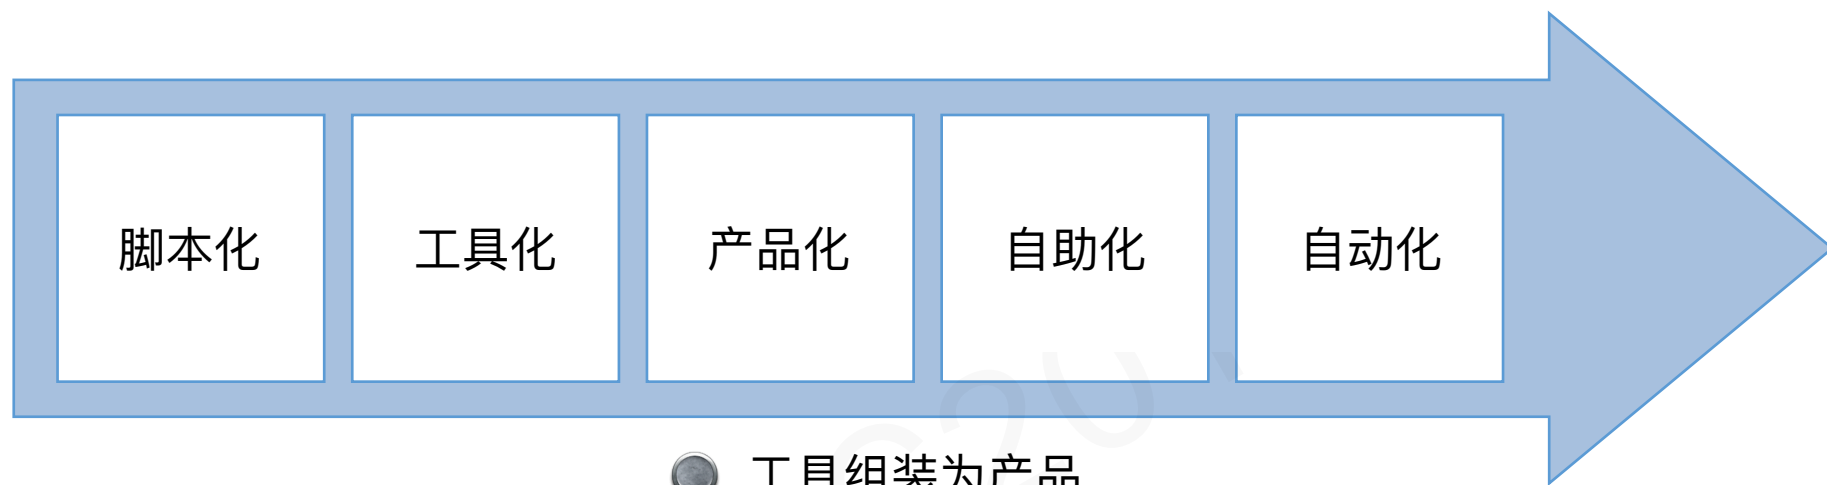 脚本化
工具化
产品化
自助化
自动化
工具组装为产品